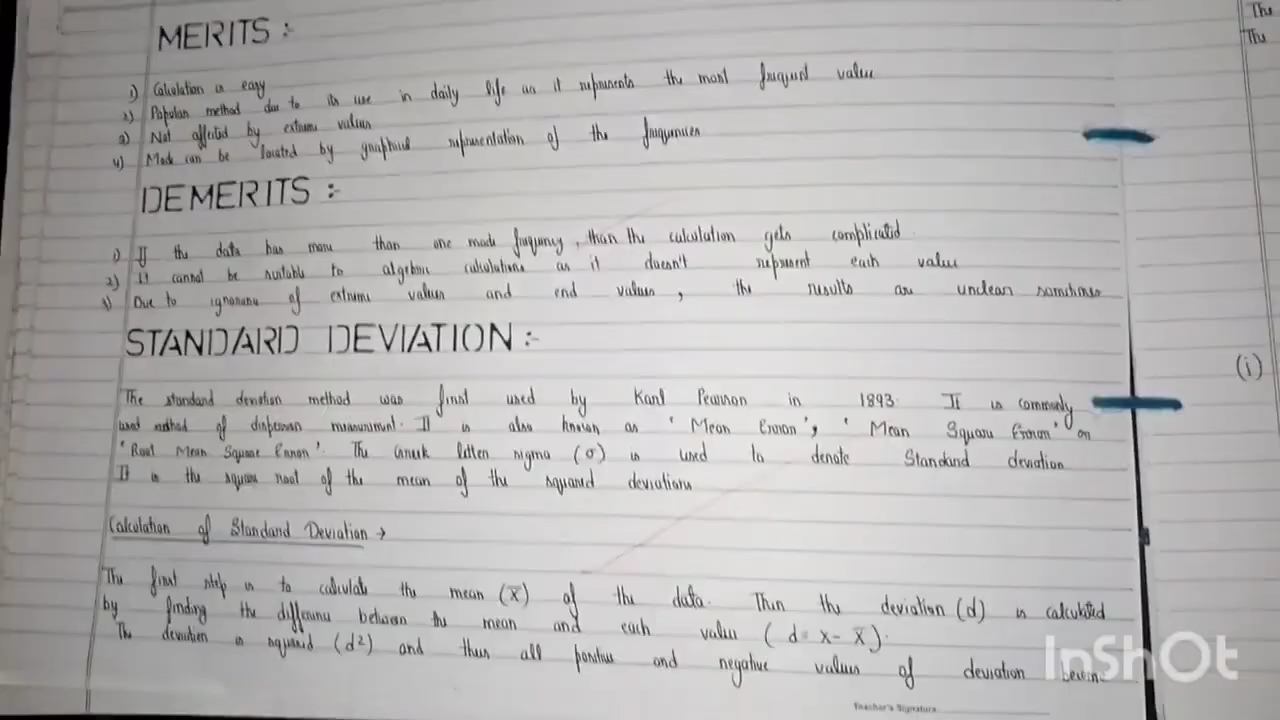 MERITS :-
1) Calculation is easy
2) Popular method due to its use in daily life as it represents the most frequent value
3) Not affected by extreme values
4) Mode can be located by graphical representation of the frequencies
DEMERITS :-
1) If the data has more than one mode frequency, than the calculation gets complicated.
2) It cannot be suitable to algebric calculations as it doesn't represent each value
3) Due to ignorance of extreme values and end values, the results are unclear sometimes
STANDARD DEVIATION :-
The standard deviation method was first used by Karl Pearson in 1893. It is commonly
used method of dispersion measurement. It is also known as 'Mean Error', 'Mean Square Error' or
'Root Mean Square Error'. The Greek letter sigma (σ) is used to denote Standard deviation
It is the square root of the mean of the squared deviations
Calculation of Standard Deviation →
The first step is to calculate the mean (x̅) of the data. Then the deviation (d) is calculated
by finding the difference between the mean and each value (d = x - x̅).
The deviation is squared (d²) and thus all positive and negative values of deviation become
Teacher's Signature
The
The
(i)
InShOt